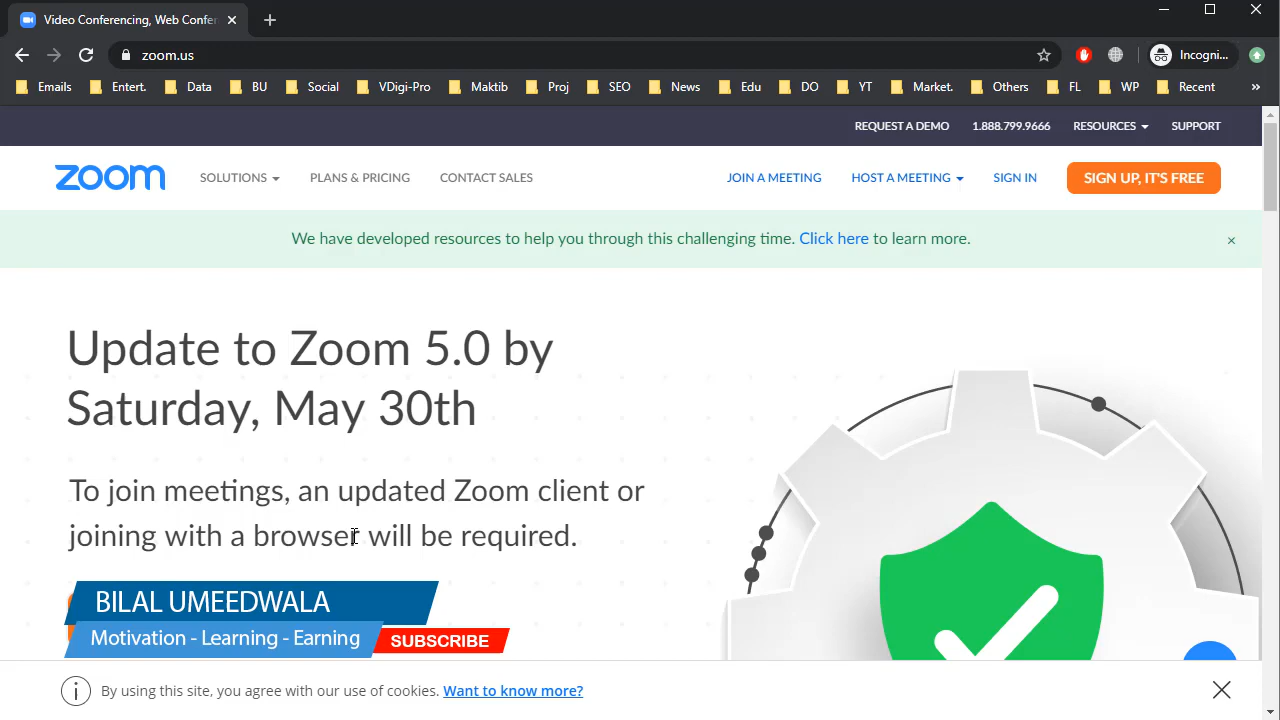 Video Conferencing, Web Confer
zoom.us
Incogni...
Emails Entert. Data BU Social VDigi-Pro Maktib Proj SEO News Edu DO YT Market. Others FL WP Recent
REQUEST A DEMO 1.888.799.9666 RESOURCES SUPPORT
zoom SOLUTIONS PLANS & PRICING CONTACT SALES JOIN A MEETING HOST A MEETING SIGN IN SIGN UP, IT'S FREE
We have developed resources to help you through this challenging time. Click here to learn more.
Update to Zoom 5.0 by
Saturday, May 30th
To join meetings, an updated Zoom client or
joining with a browser will be required.
BILAL UMEEDWALA
Motivation - Learning - Earning
SUBSCRIBE
By using this site, you agree with our use of cookies. Want to know more?